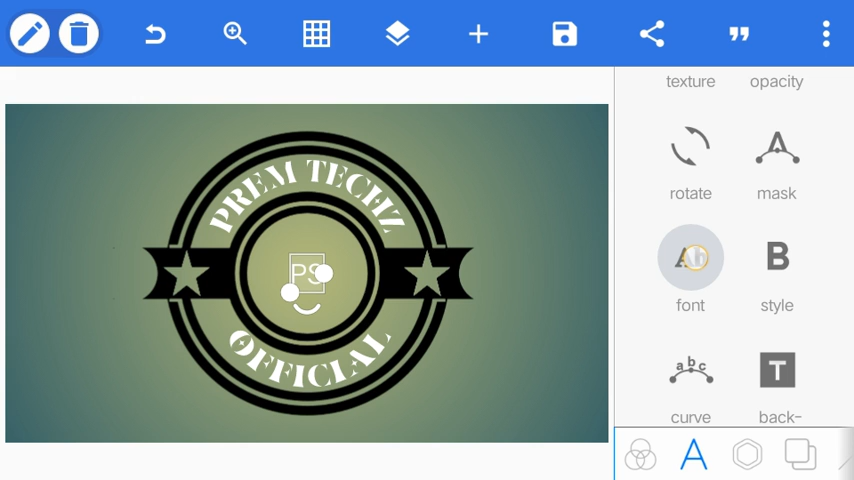 texture opacity
PREM TECHZ
rotate mask
PS
font style
OFFICIAL
curve back-